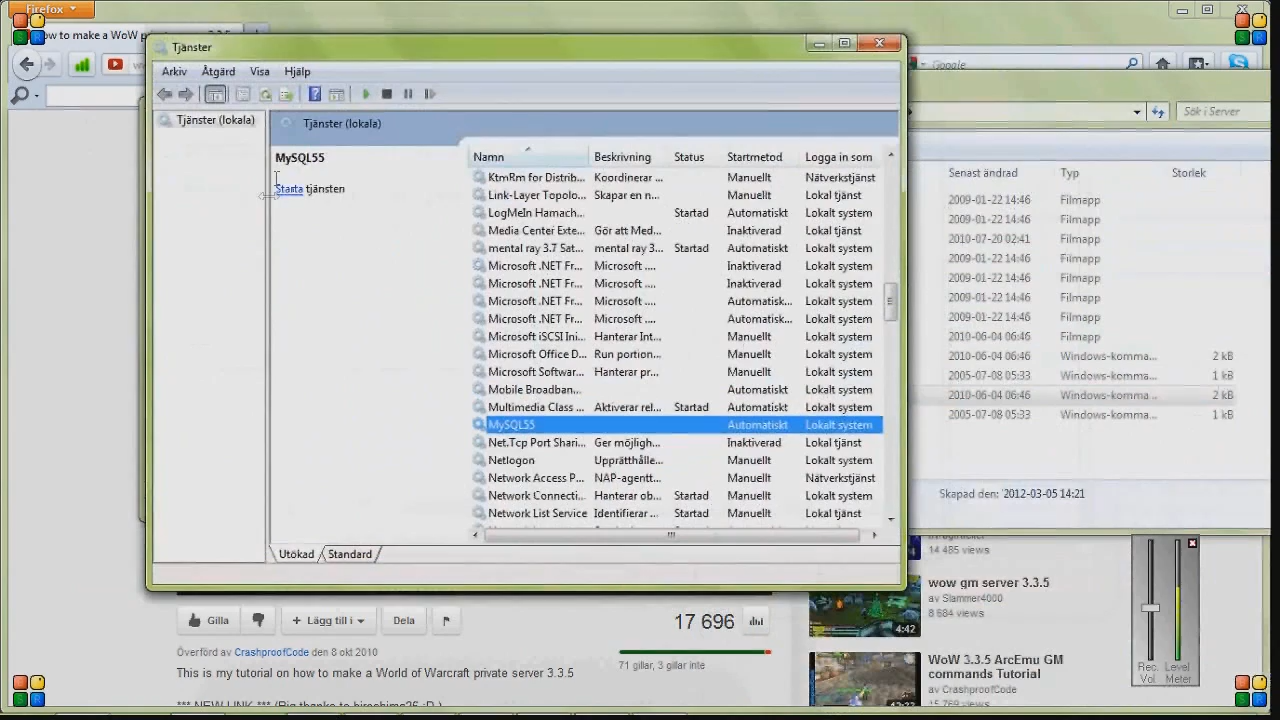 Firefox
ow to make a WoW p
3.3.5
Google
Tjänster
Arkiv Åtgärd Visa Hjälp
Tjänster (lokala)
Tjänster (lokala)
MySQL55
Starta tjänsten
Namn Beskrivning Status Startmetod Logga in som
KtmRm for Distrib... Koordinerar ... Manuellt Nätverkstjänst
Link-Layer Topolo... Skapar en n... Manuellt Lokal tjänst
LogMeIn Hamach... Startad Automatiskt Lokalt system
Media Center Exte... Gör att Med... Inaktiverad Lokal tjänst
mental ray 3.7 Sat... mental ray 3... Startad Automatiskt Lokalt system
Microsoft .NET Fr... Microsoft .... Inaktiverad Lokalt system
Microsoft .NET Fr... Microsoft .... Inaktiverad Lokalt system
Microsoft .NET Fr... Microsoft .... Automatisk... Lokalt system
Microsoft .NET Fr... Microsoft .... Automatisk... Lokalt system
Microsoft iSCSI Ini... Hanterar Int... Manuellt Lokalt system
Microsoft Office D... Run portion... Manuellt Lokalt system
Microsoft Softwar... Hanterar pr... Manuellt Lokalt system
Mobile Broadban... Automatiskt Lokalt system
Multimedia Class ... Aktiverar rel... Startad Automatiskt Lokalt system
MySQL55 Automatiskt Lokalt system
Net.Tcp Port Shari... Ger möjligh... Inaktiverad Lokal tjänst
Netlogon Upprätthålle... Manuellt Lokalt system
Network Access P... NAP-agentt... Manuellt Nätverkstjänst
Network Connecti... Hanterar ob... Startad Manuellt Lokalt system
Network List Service Identifierar ... Startad Manuellt Lokal tjänst
Utökad Standard
Sök i Server
Senast ändrad Typ Storlek
2009-01-22 14:46 Filmapp
2009-01-22 14:46 Filmapp
2010-07-20 02:41 Filmapp
2009-01-22 14:46 Filmapp
2009-01-22 14:46 Filmapp
2009-01-22 14:46 Filmapp
2009-01-22 14:46 Filmapp
2010-06-04 06:46 Filmapp
2010-06-04 06:46 Windows-komma... 2 kB
2005-07-08 05:33 Windows-komma... 1 kB
2010-06-04 06:46 Windows-komma... 2 kB
2005-07-08 05:33 Windows-komma... 1 kB
Skapad den: 2012-03-05 14:21
Gilla + Lägg till i Dela 17 696
Överförd av CrashproofCode den 8 okt 2010
71 gillar, 3 gillar inte
This is my tutorial on how to make a World of Warcraft private server 3.3.5
14 485 views
wow gm server 3.3.5
av Slammer4000
8 684 views
4:42
WoW 3.3.5 ArcEmu GM
commands Tutorial
av CrashproofCode
Rec. Level
Vol Meter